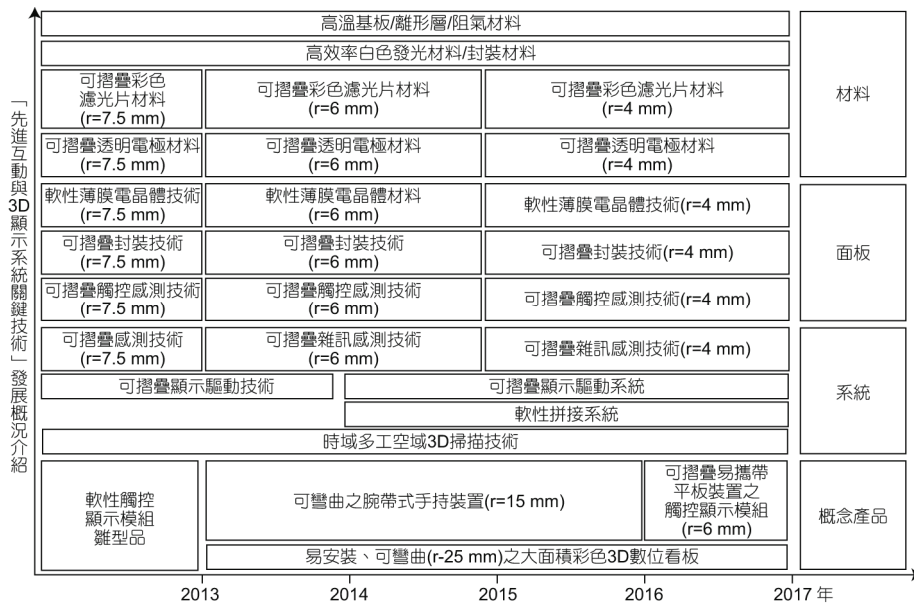 「先進互動與3D顯示系統關鍵技術」發展概況介紹
高溫基板/離形層/阻氣材料
高效率白色發光材料/封裝材料
可摺疊彩色
濾光片材料
(r=7.5 mm)
可摺疊彩色濾光片材料
(r=6 mm)
可摺疊彩色濾光片材料
(r=4 mm)
可摺疊透明電極材料
(r=7.5 mm)
可摺疊透明電極材料
(r=6 mm)
可摺疊透明電極材料
(r=4 mm)
材料
軟性薄膜電晶體技術
(r=7.5 mm)
軟性薄膜電晶體材料
(r=6 mm)
軟性薄膜電晶體技術(r=4 mm)
可摺疊封裝技術
(r=7.5 mm)
可摺疊封裝技術
(r=6 mm)
可摺疊封裝技術(r=4 mm)
可摺疊觸控感測技術
(r=7.5 mm)
可摺疊觸控感測技術
(r=6 mm)
可摺疊觸控感測技術(r=4 mm)
面板
可摺疊感測技術
(r=7.5 mm)
可摺疊雜訊感測技術
(r=6 mm)
可摺疊雜訊感測技術(r=4 mm)
可摺疊顯示驅動技術
可摺疊顯示驅動系統
軟性拼接系統
時域多工空域3D掃描技術
系統
軟性觸控
顯示模組
雛型品
可彎曲之腕帶式手持裝置(r=15 mm)
可摺疊易攜帶
平板裝置之
觸控顯示模組
(r=6 mm)
易安裝、可彎曲(r-25 mm)之大面積彩色3D數位看板
概念產品
2013
2014
2015
2016
2017 年